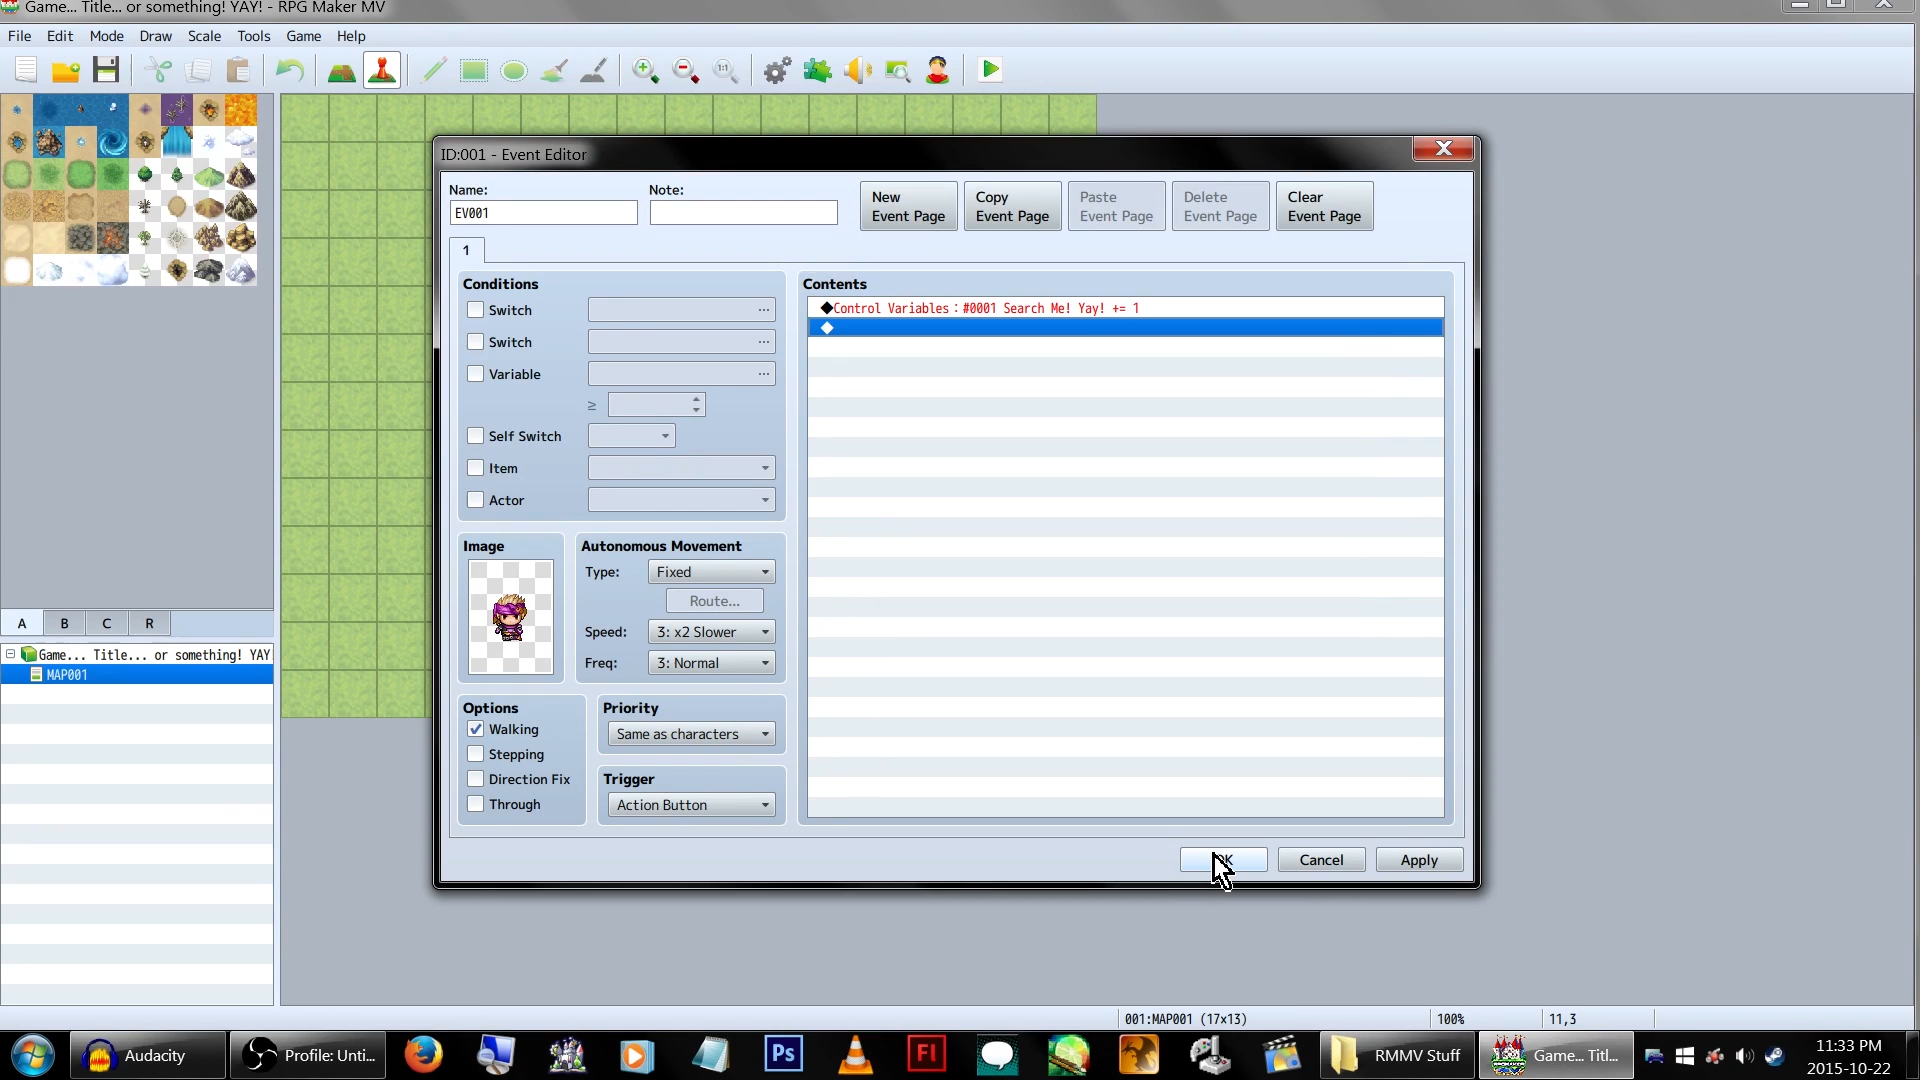 Game... Title... or something! YAY! - RPG Maker MV
File Edit Mode Draw Scale Tools Game Help
1:1
ID:001 - Event Editor
Name: Note:
EV001
New Event Page
Copy Event Page
Paste Event Page
Delete Event Page
Clear Event Page
1
Conditions
Switch ...
Switch ...
Variable ...
≥
Self Switch
Item
Actor
Contents
◆Control Variables : #0001 Search Me! Yay! += 1
◆
Image
Autonomous Movement
Type: Fixed
Route...
Speed: 3: x2 Slower
Freq: 3: Normal
Options
Walking
Stepping
Direction Fix
Through
Priority
Same as characters
Trigger
Action Button
OK Cancel Apply
A B C R
Game... Title... or something! YAY
MAP001
001:MAP001 (17x13) 100% 11,3
Audacity
Profile: Unti...
Ps
Fl
RMMV Stuff
Game... Titl...
11:33 PM
2015-10-22